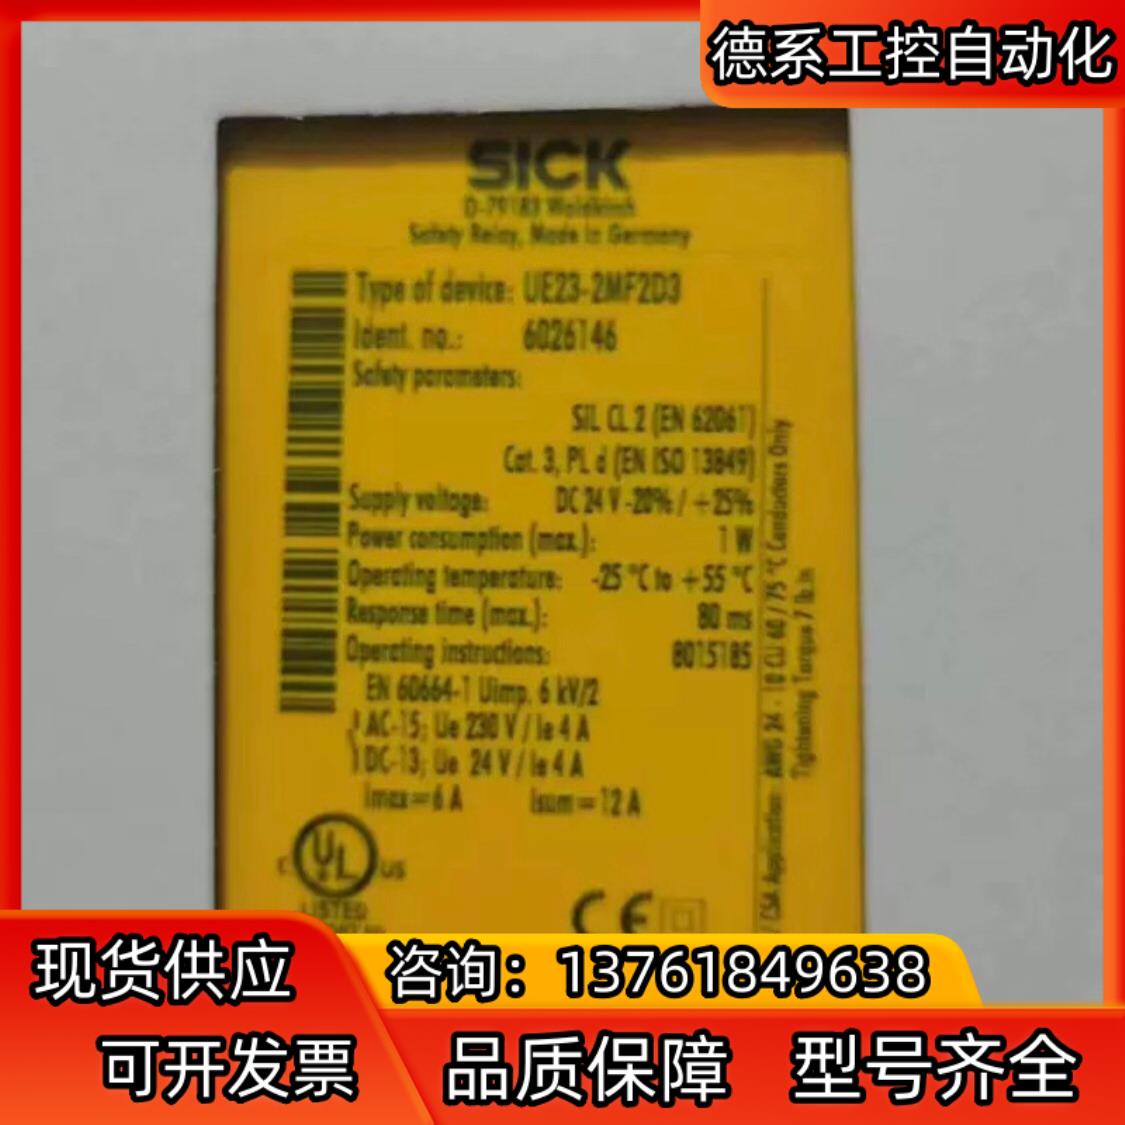 德系工控自动化
SICK
D-79183 Waldkirch
Safety Relay, Made in Germany
Type of device: UE23-2MF2D3
Ident. no.: 6026146
Safety parameters:
SIL CL 2 (EN 62061)
Cat. 3, PL d (EN ISO 13849)
Supply voltage: DC 24 V -20% / +25%
Power consumption (max.): 1 W
Operating temperature: -25 °C to +55 °C
Response time (max.): 80 ms
Operating instructions: 8015185
EN 60664-1 Uimp. 6 kV/2
AC-15; Ue 230 V / Ie 4 A
DC-13; Ue 24 V / Ie 4 A
Imax = 6 A Isum = 12 A
C UL US
LISTED
CE
/ CSA Application: AWG 24 - 10 CU 60 / 75 °C Conductors Only
Tightening Torque 7 lb.in
现货供应
咨询：13761849638
可开发票
品质保障 型号齐全